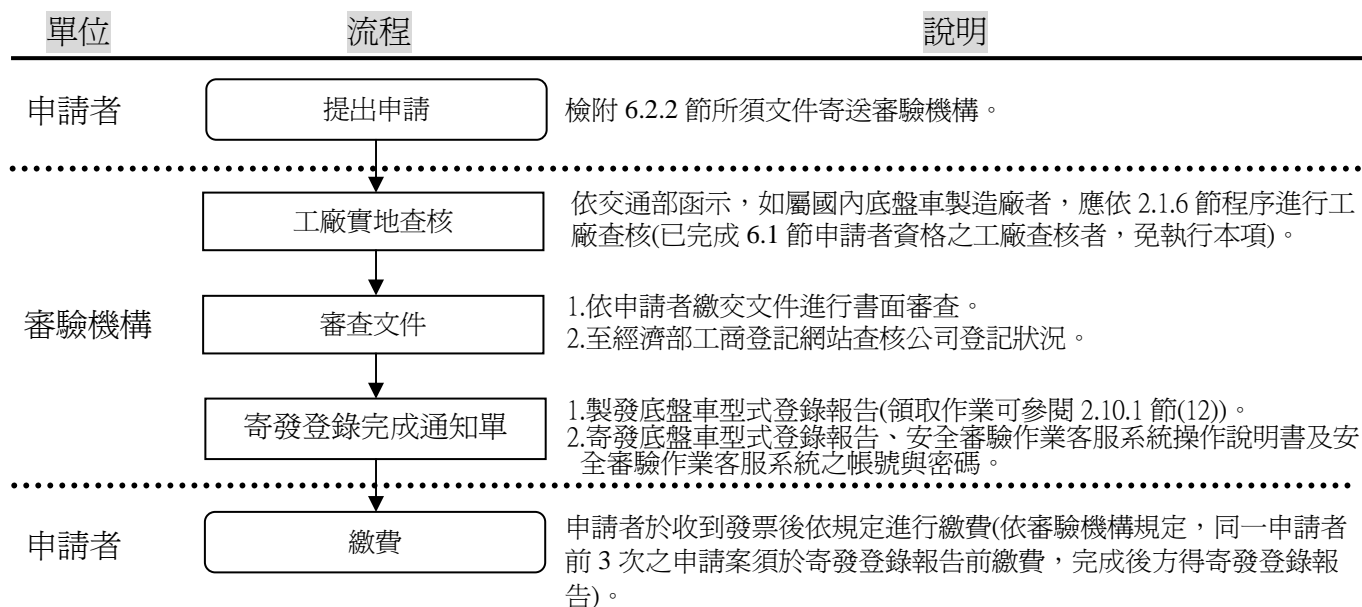 單位 流程 說明
申請者 提出申請 檢附 6.2.2 節所須文件寄送審驗機構。
工廠實地查核
依交通部函示，如屬國內底盤車製造廠者，應依 2.1.6 節程序進行工
廠查核(已完成 6.1 節申請者資格之工廠查核者，免執行本項)。
審驗機構 審查文件
1.依申請者繳交文件進行書面審查。
2.至經濟部工商登記網站查核公司登記狀況。
寄發登錄完成通知單
1.製發底盤車型式登錄報告(領取作業可參閱 2.10.1 節(12))。
2.寄發底盤車型式登錄報告、安全審驗作業客服系統操作說明書及安
全審驗作業客服系統之帳號與密碼。
申請者 繳費
申請者於收到發票後依規定進行繳費(依審驗機構規定，同一申請者
前 3 次之申請案須於寄發登錄報告前繳費，完成後方得寄發登錄報
告)。